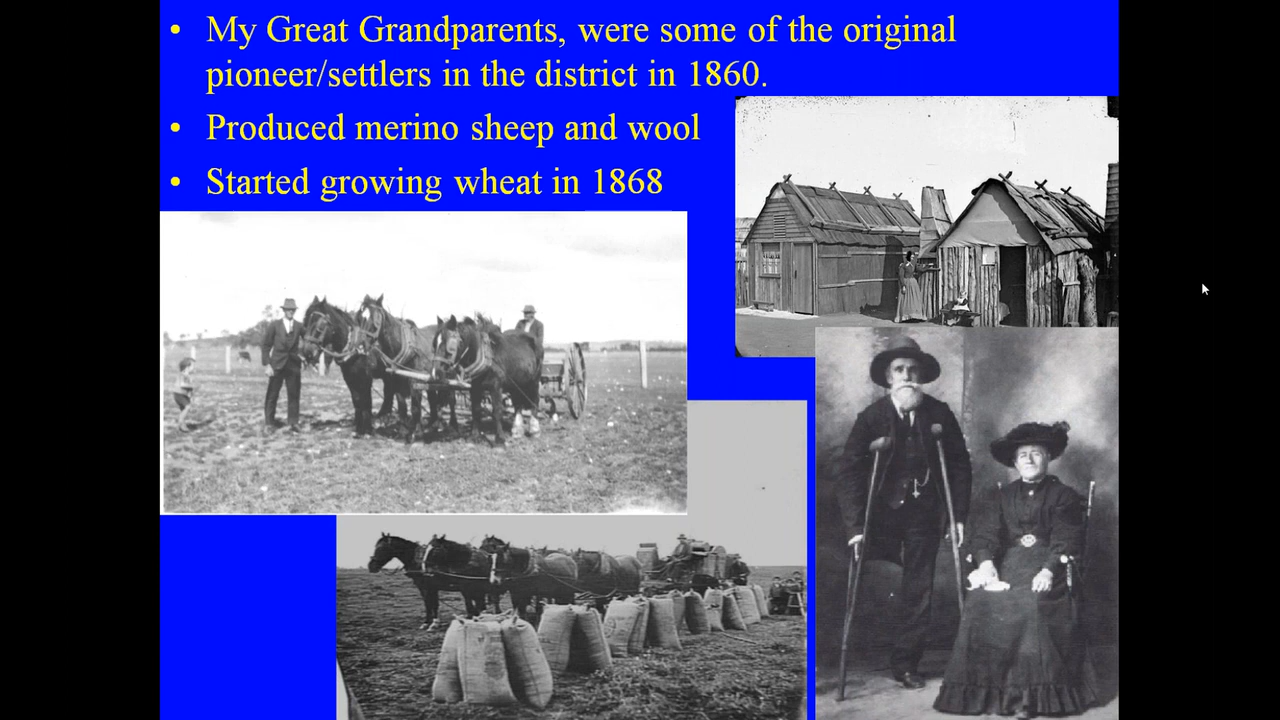 • My Great Grandparents, were some of the original
pioneer/settlers in the district in 1860.
• Produced merino sheep and wool
• Started growing wheat in 1868